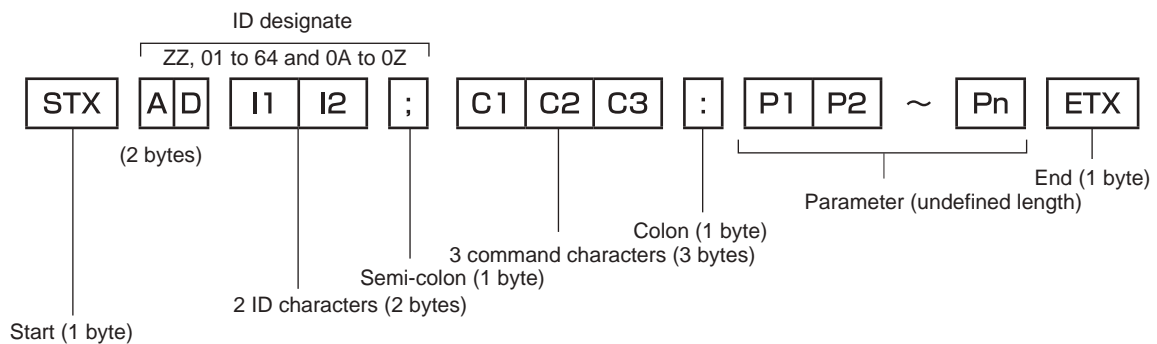 ID designate
ZZ, 01 to 64 and 0A to 0Z
STX A D I1 I2 ; C1 C2 C3 : P1 P2 ~ Pn ETX
(2 bytes)
End (1 byte)
Parameter (undefined length)
Colon (1 byte)
3 command characters (3 bytes)
Semi-colon (1 byte)
2 ID characters (2 bytes)
Start (1 byte)